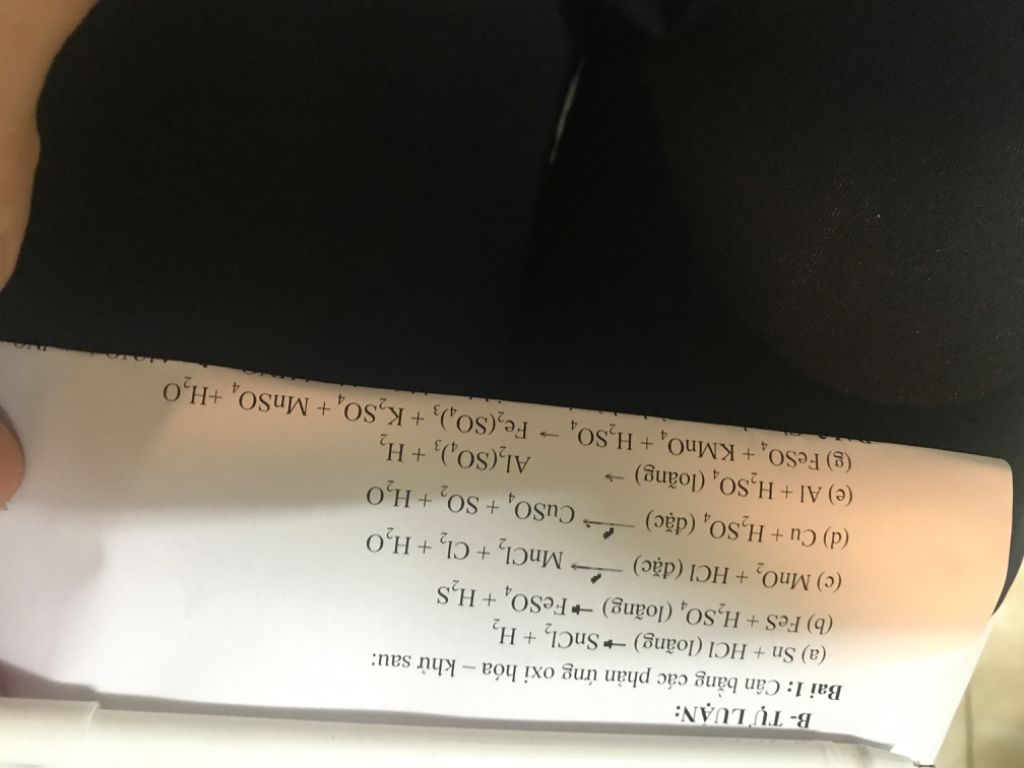 B- TỰ LUẬN:
Bài 1: Cân bằng các phản ứng oxi hóa – khử sau:
(a) Sn + HCl (loãng) → SnCl₂ + H₂
(b) FeS + H₂SO₄ (loãng) → FeSO₄ + H₂S
(c) MnO₂ + HCl (đặc) → MnCl₂ + Cl₂ + H₂O
(d) Cu + H₂SO₄ (đặc) → CuSO₄ + SO₂ + H₂O
(e) Al + H₂SO₄ (loãng) → Al₂(SO₄)₃ + H₂
(g) FeSO₄ + KMnO₄ + H₂SO₄ → Fe₂(SO₄)₃ + K₂SO₄ + MnSO₄ +H₂O